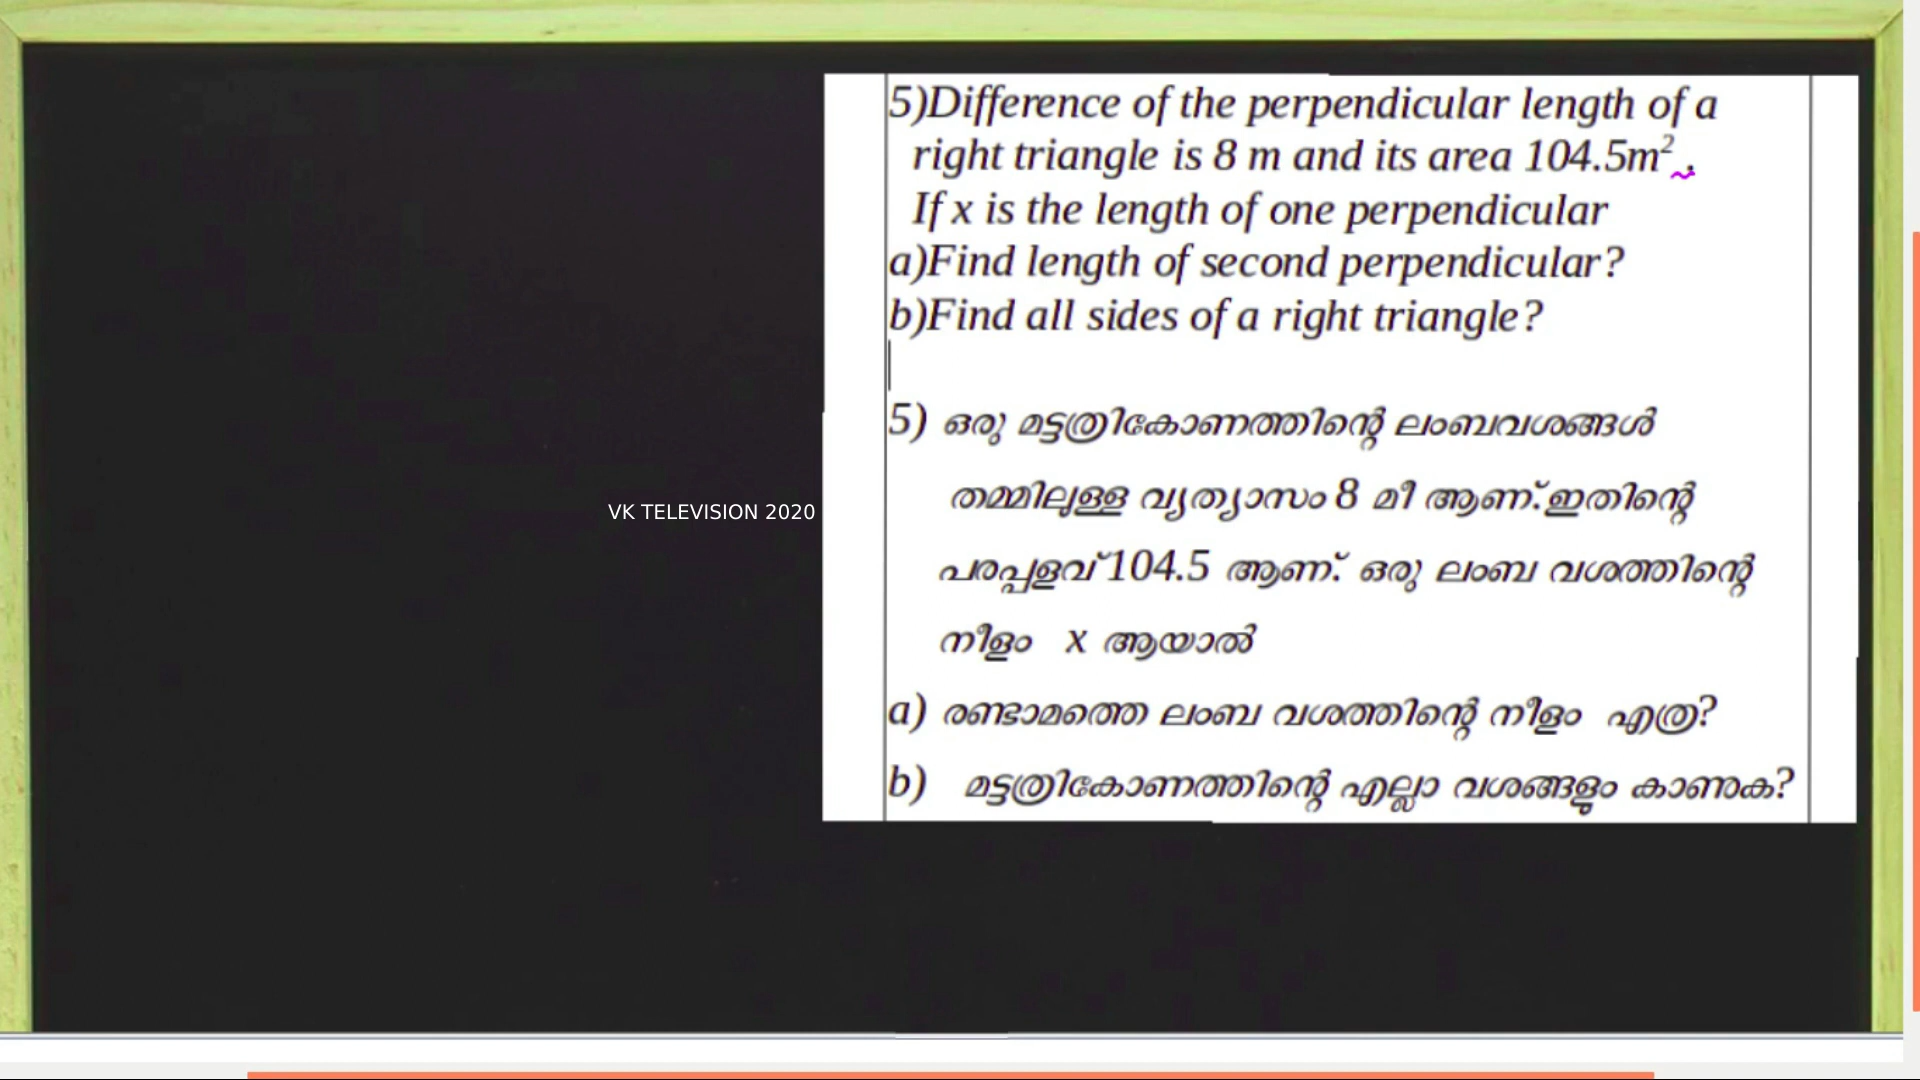 5)Difference of the perpendicular length of a
right triangle is 8 m and its area 104.5m².
If x is the length of one perpendicular
a)Find length of second perpendicular?
b)Find all sides of a right triangle?
5) ഒരു മട്ടത്രികോണത്തിന്റെ ലംബവശങ്ങൾ
തമ്മിലുള്ള വ്യത്യാസം 8 മീ ആണ്.ഇതിന്റെ
പരപ്പളവ് 104.5 ആണ്. ഒരു ലംബ വശത്തിന്റെ
നീളം x ആയാൽ
a) രണ്ടാമത്തെ ലംബ വശത്തിന്റെ നീളം എത്ര?
b) മട്ടത്രികോണത്തിന്റെ എല്ലാ വശങ്ങളും കാണുക?
VK TELEVISION 2020